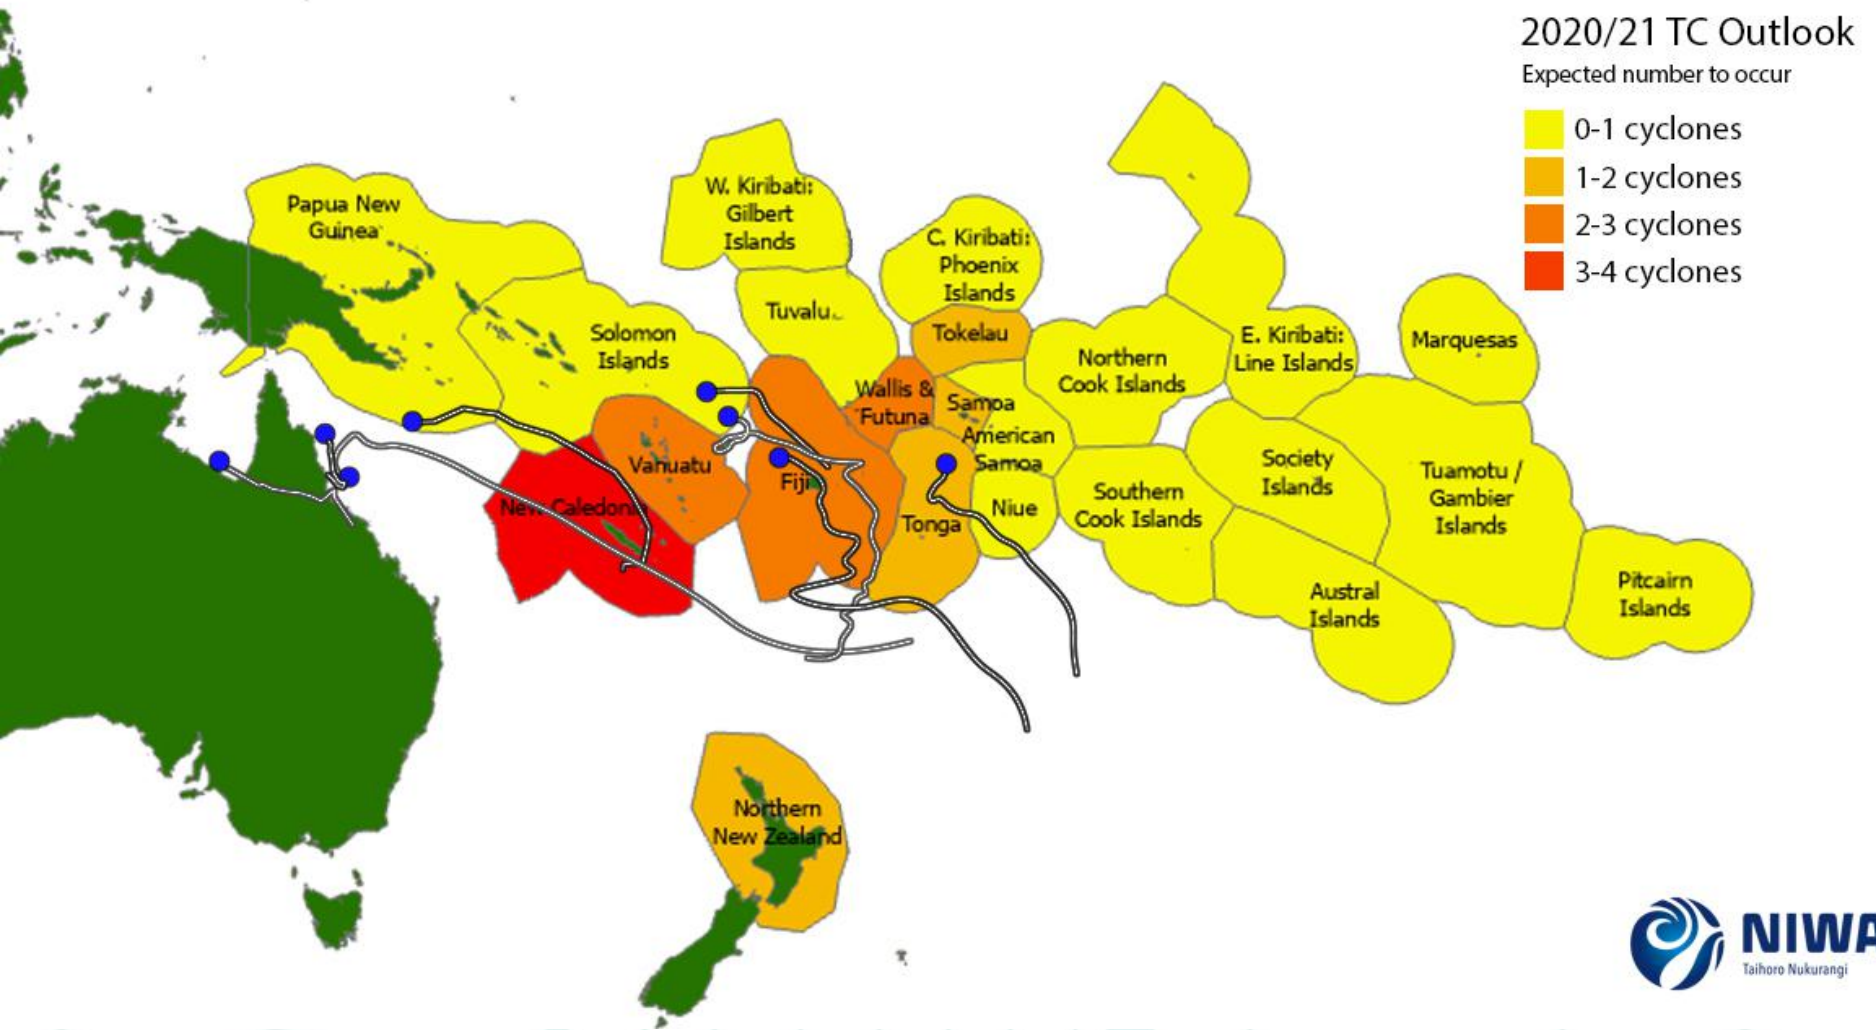 2020/21 TC Outlook
Expected number to occur
0-1 cyclones
1-2 cyclones
2-3 cyclones
3-4 cyclones
Papua New
Guinea
W. Kiribati:
Gilbert
Islands
C. Kiribati:
Phoenix
Islands
Tuvalu
Solomon
Islands
Tokelau
Northern
Cook Islands
E. Kiribati:
Line Islands
Marquesas
Wallis &
Futuna
Samoa
American
Samoa
Vanuatu
Fiji
New Caledonia
Tonga
Niue
Southern
Cook Islands
Society
Islands
Tuamotu /
Gambier
Islands
Austral
Islands
Pitcairn
Islands
Northern
New Zealand
NIWA
Taihoro Nukurangi